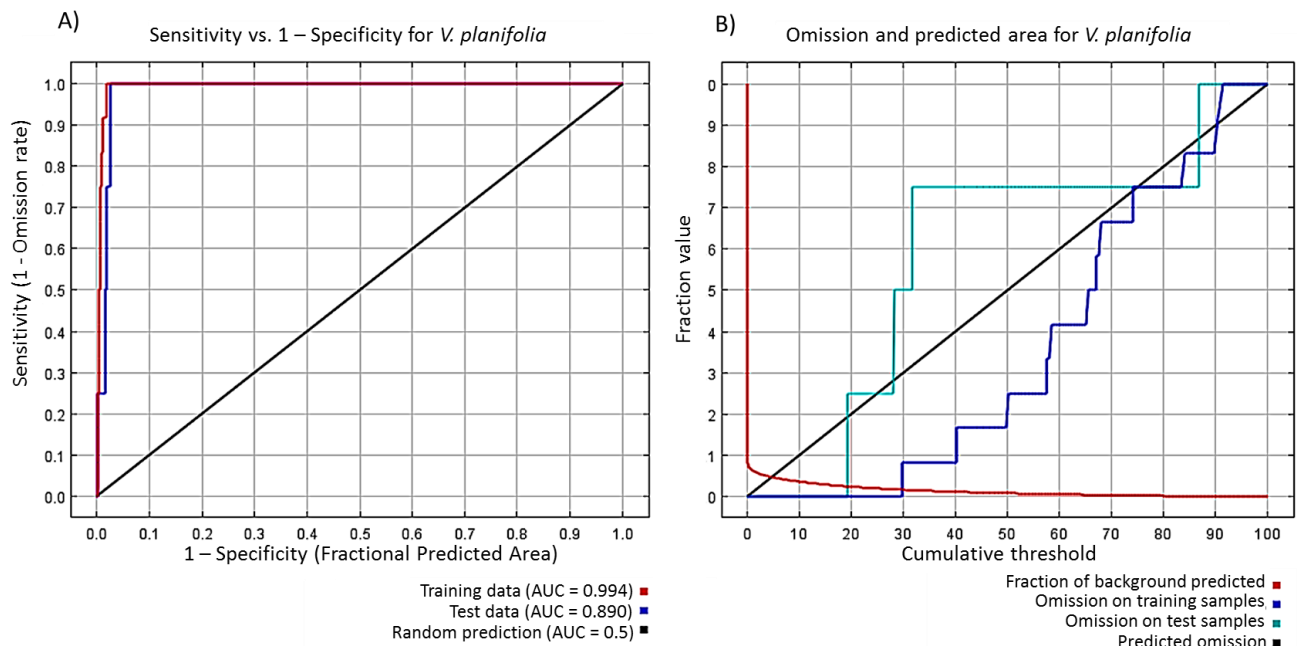 A)
Sensitivity vs. 1 – Specificity for V. planifolia
Sensitivity (1 - Omission rate)
1.0
0.9
0.8
0.7
0.6
0.5
0.4
0.3
0.2
0.1
0.0
0.0 0.1 0.2 0.3 0.4 0.5 0.6 0.7 0.8 0.9 1.0
1 – Specificity (Fractional Predicted Area)
Training data (AUC = 0.994)
Test data (AUC = 0.890)
Random prediction (AUC = 0.5)
B)
Omission and predicted area for V. planifolia
Fraction value
0
9
8
7
6
5
4
3
2
1
0
0 10 20 30 40 50 60 70 80 90 100
Cumulative threshold
Fraction of background predicted
Omission on training samples
Omission on test samples
Predicted omission